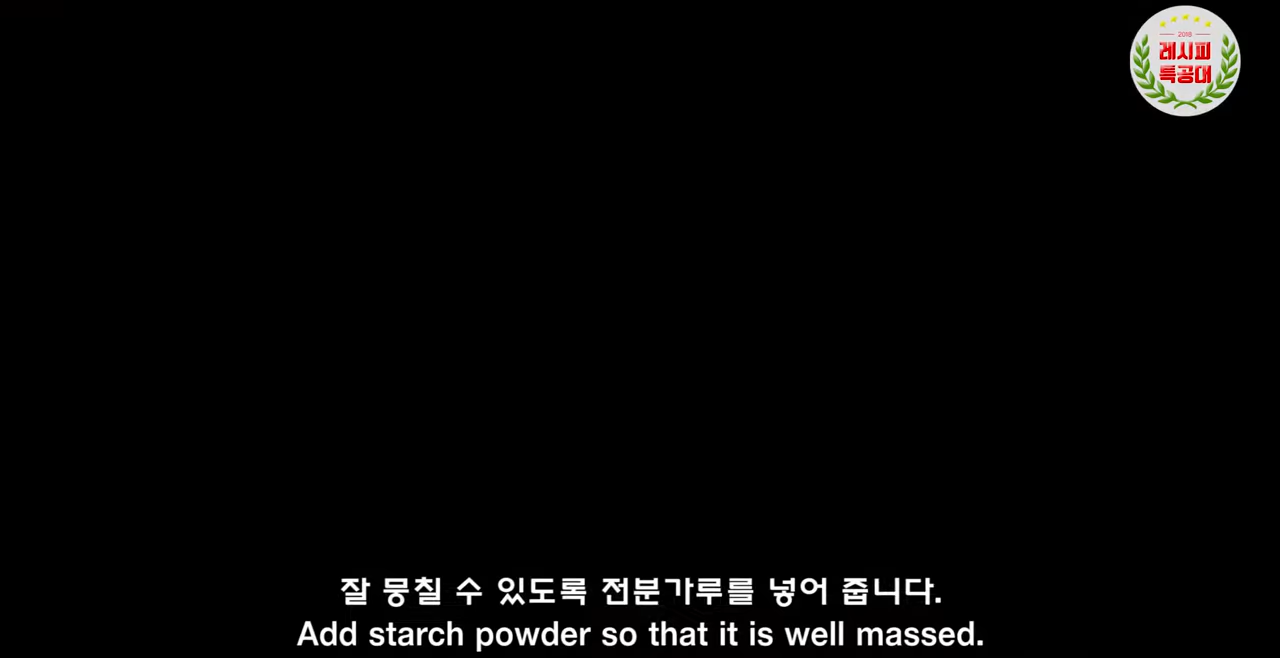 2018
레시피
특공대
잘 뭉칠 수 있도록 전분가루를 넣어 줍니다.
Add starch powder so that it is well massed.